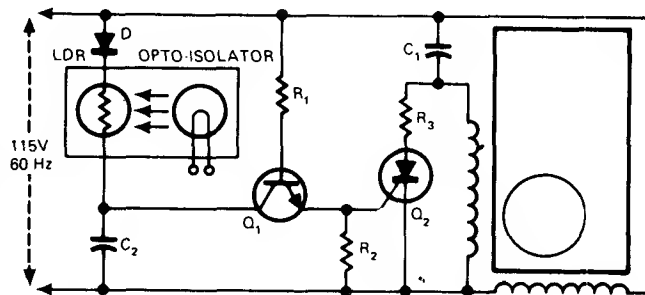 D
LDR OPTO-ISOLATOR
C1
R1
R3
115V
60 Hz
Q1
Q2
C2
R2